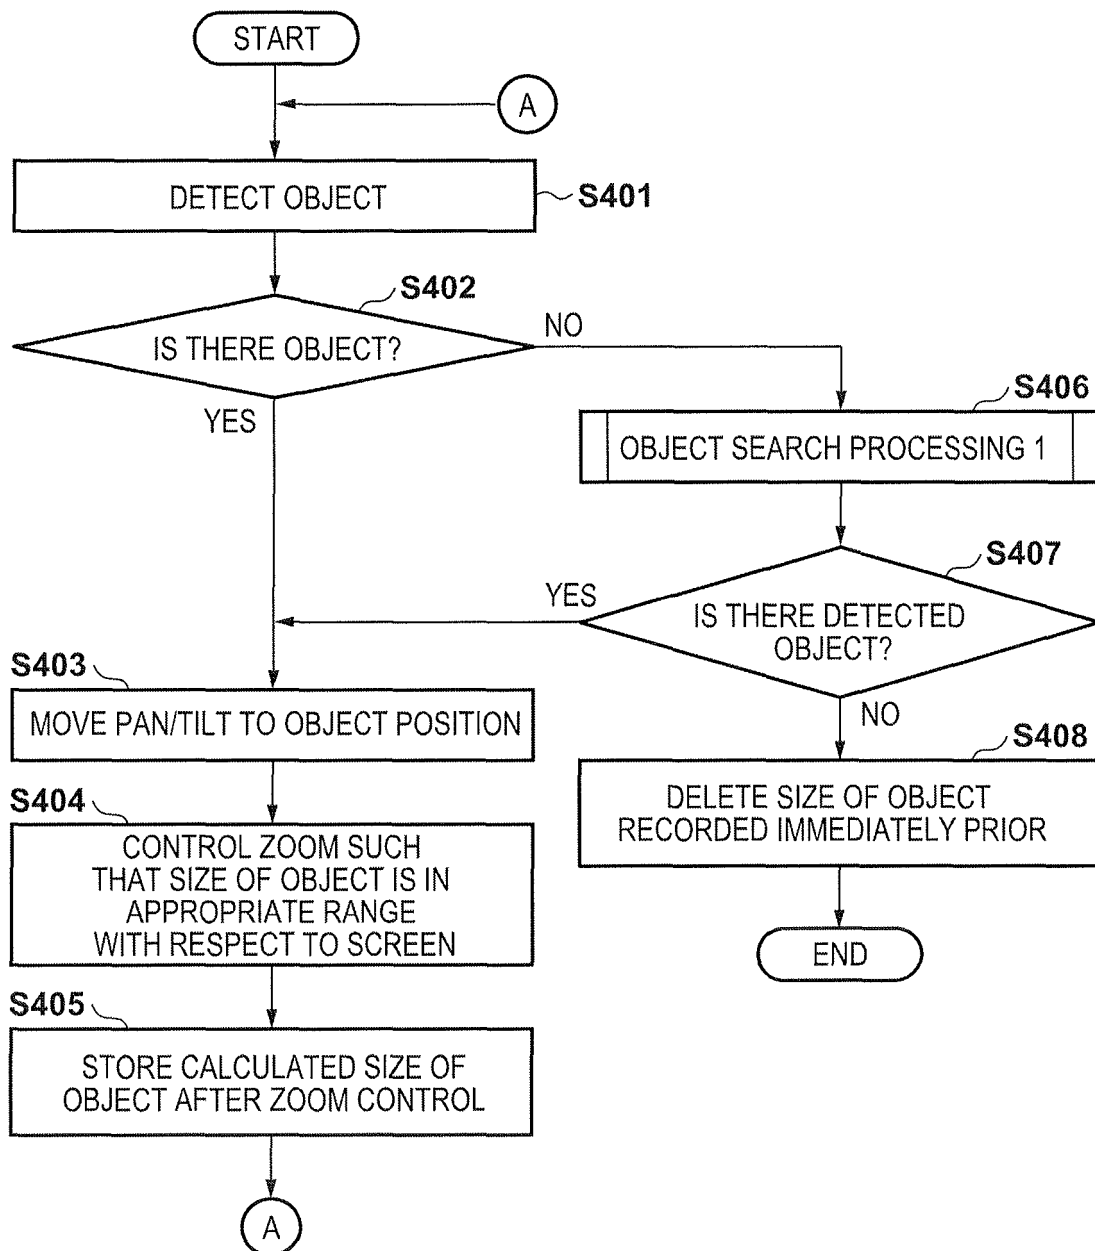 START
A
DETECT OBJECT
S401
S402
IS THERE OBJECT?
NO
YES
S406
OBJECT SEARCH PROCESSING 1
S407
YES
IS THERE DETECTED
OBJECT?
NO
S403
MOVE PAN/TILT TO OBJECT POSITION
S408
DELETE SIZE OF OBJECT
RECORDED IMMEDIATELY PRIOR
S404
CONTROL ZOOM SUCH
THAT SIZE OF OBJECT IS IN
APPROPRIATE RANGE
WITH RESPECT TO SCREEN
END
S405
STORE CALCULATED SIZE OF
OBJECT AFTER ZOOM CONTROL
A